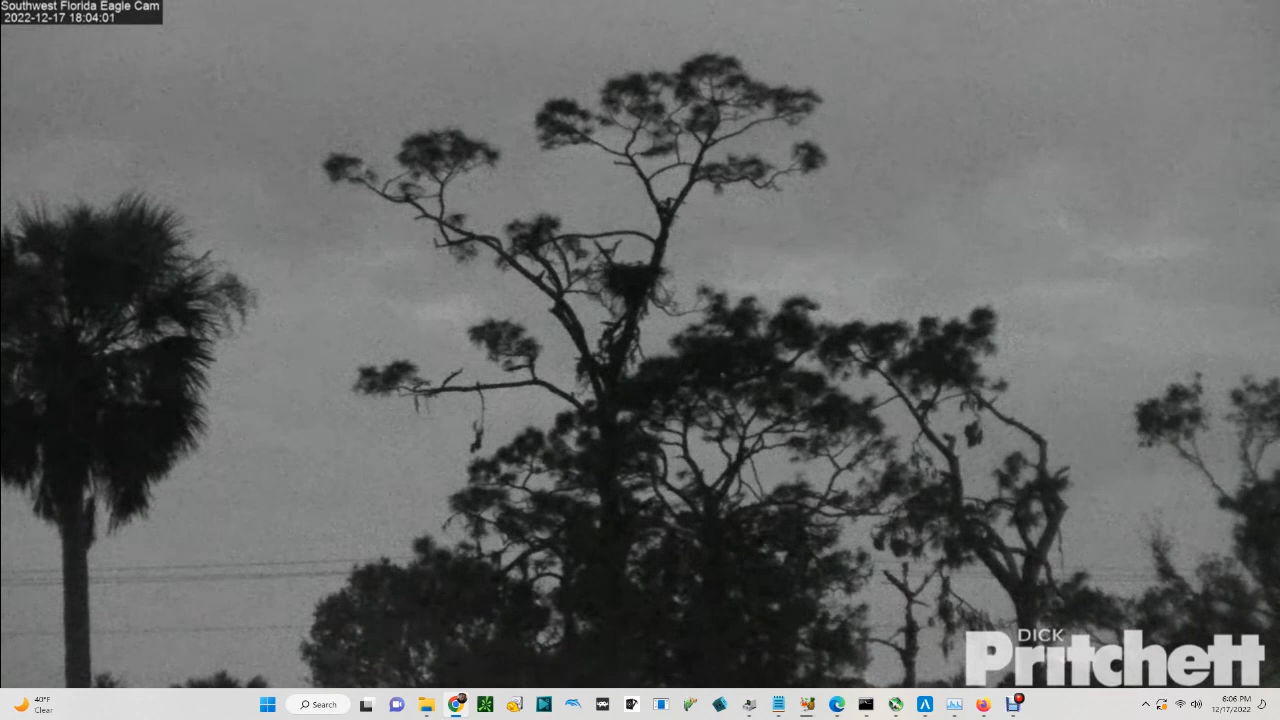 Southwest Florida Eagle Cam
2022-12-17 18:04:01
DICK
Pritchett
40°F
Clear
Search
6:06 PM
12/17/2022